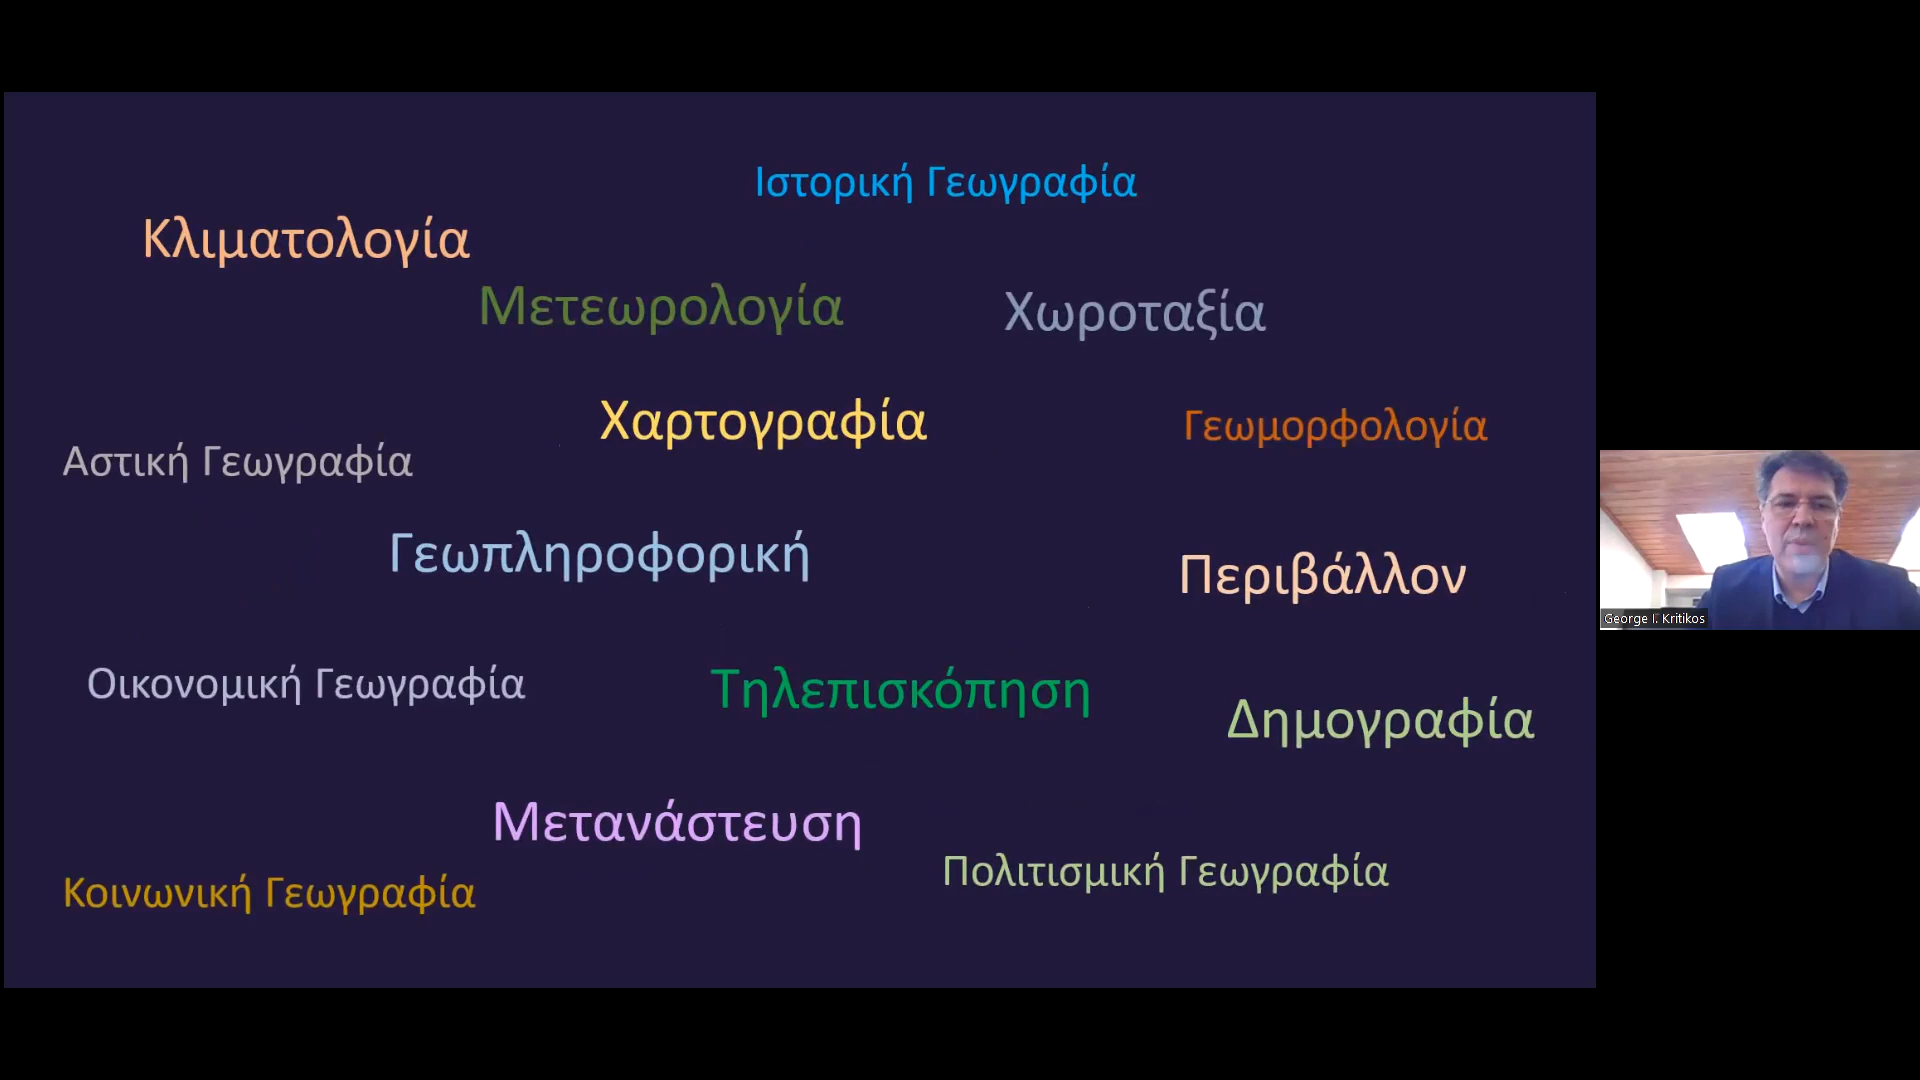 Ιστορική Γεωγραφία
Κλιματολογία
Μετεωρολογία
Χωροταξία
Χαρτογραφία
Γεωμορφολογία
Αστική Γεωγραφία
Γεωπληροφορική
Περιβάλλον
George I. Kritikos
Οικονομική Γεωγραφία
Τηλεπισκόπηση
Δημογραφία
Μετανάστευση
Πολιτισμική Γεωγραφία
Κοινωνική Γεωγραφία